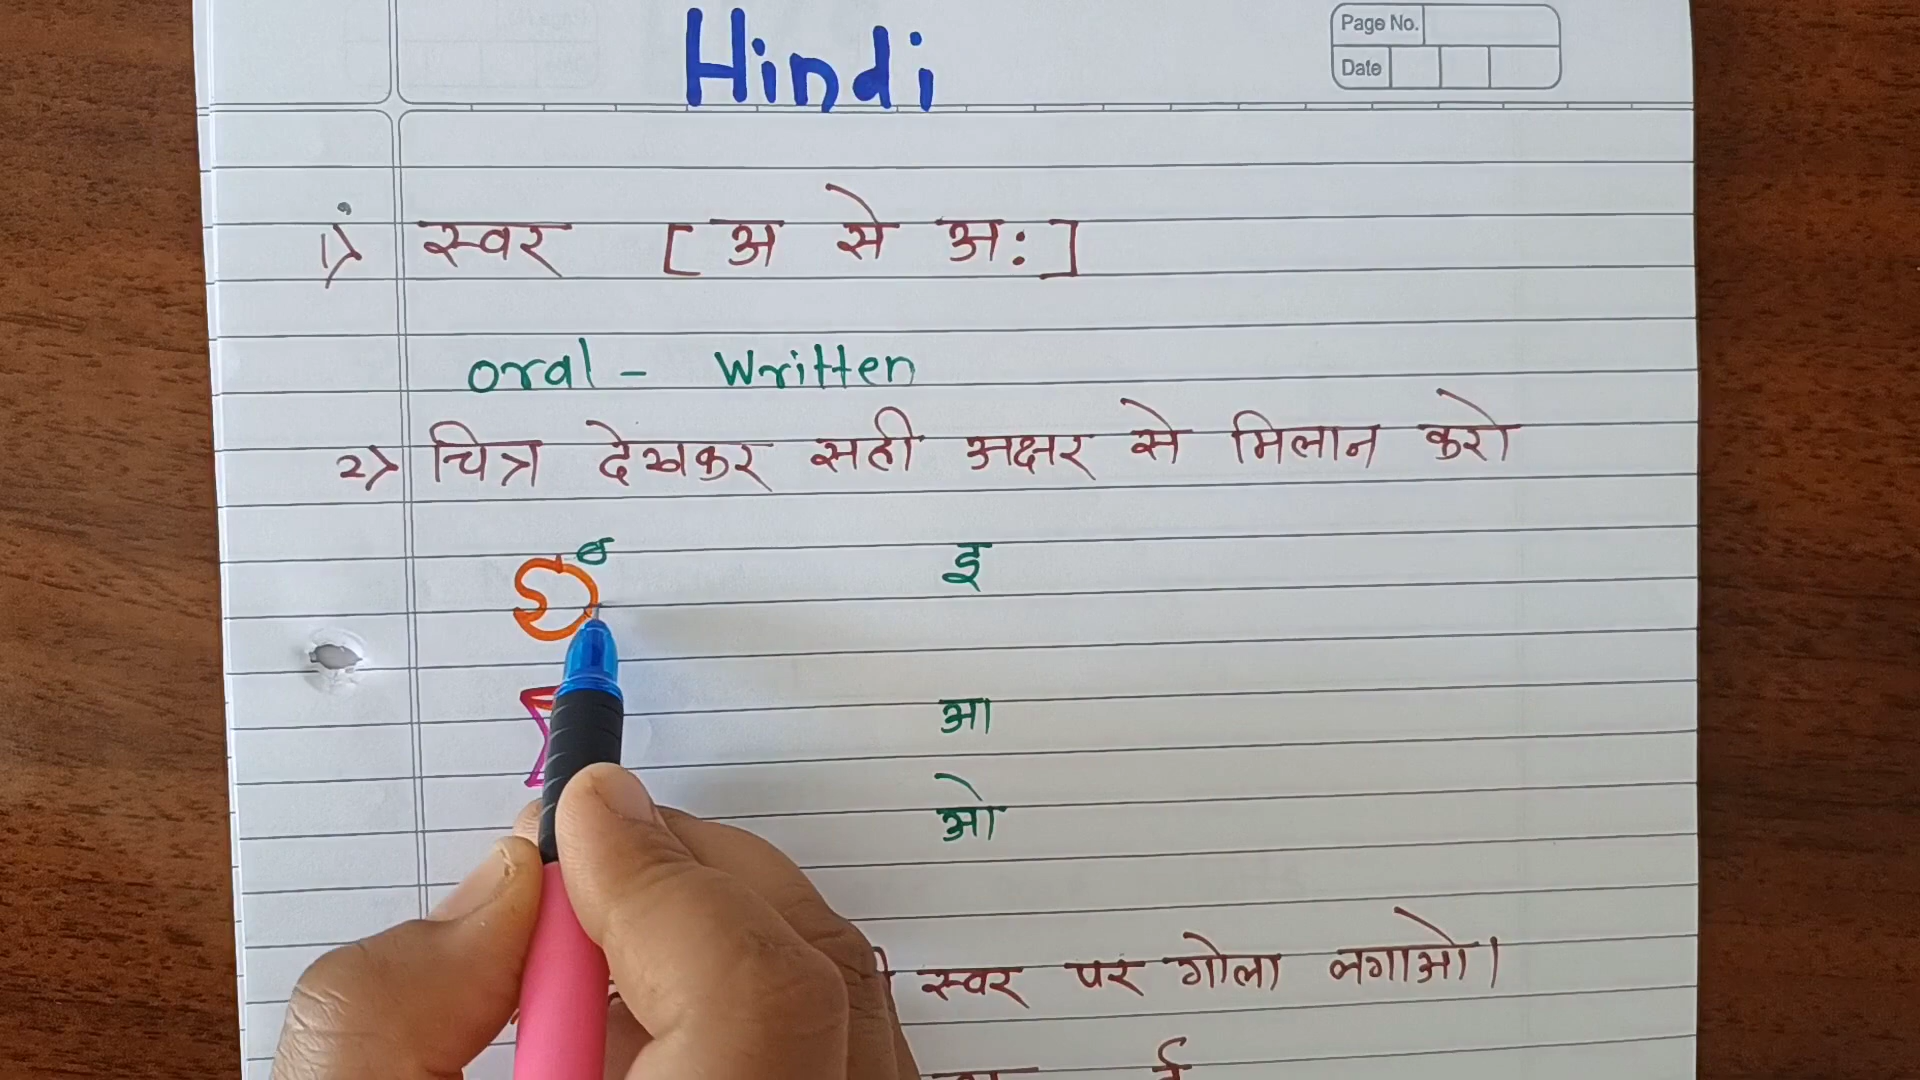 Hindi
Page No.
Date
1) स्वर [ अ से अः ]
Oral - Written
2) चित्र देखकर सही अक्षर से मिलान करो
इ
आ
ओ
स्वर पर गोला लगाओ।
ई